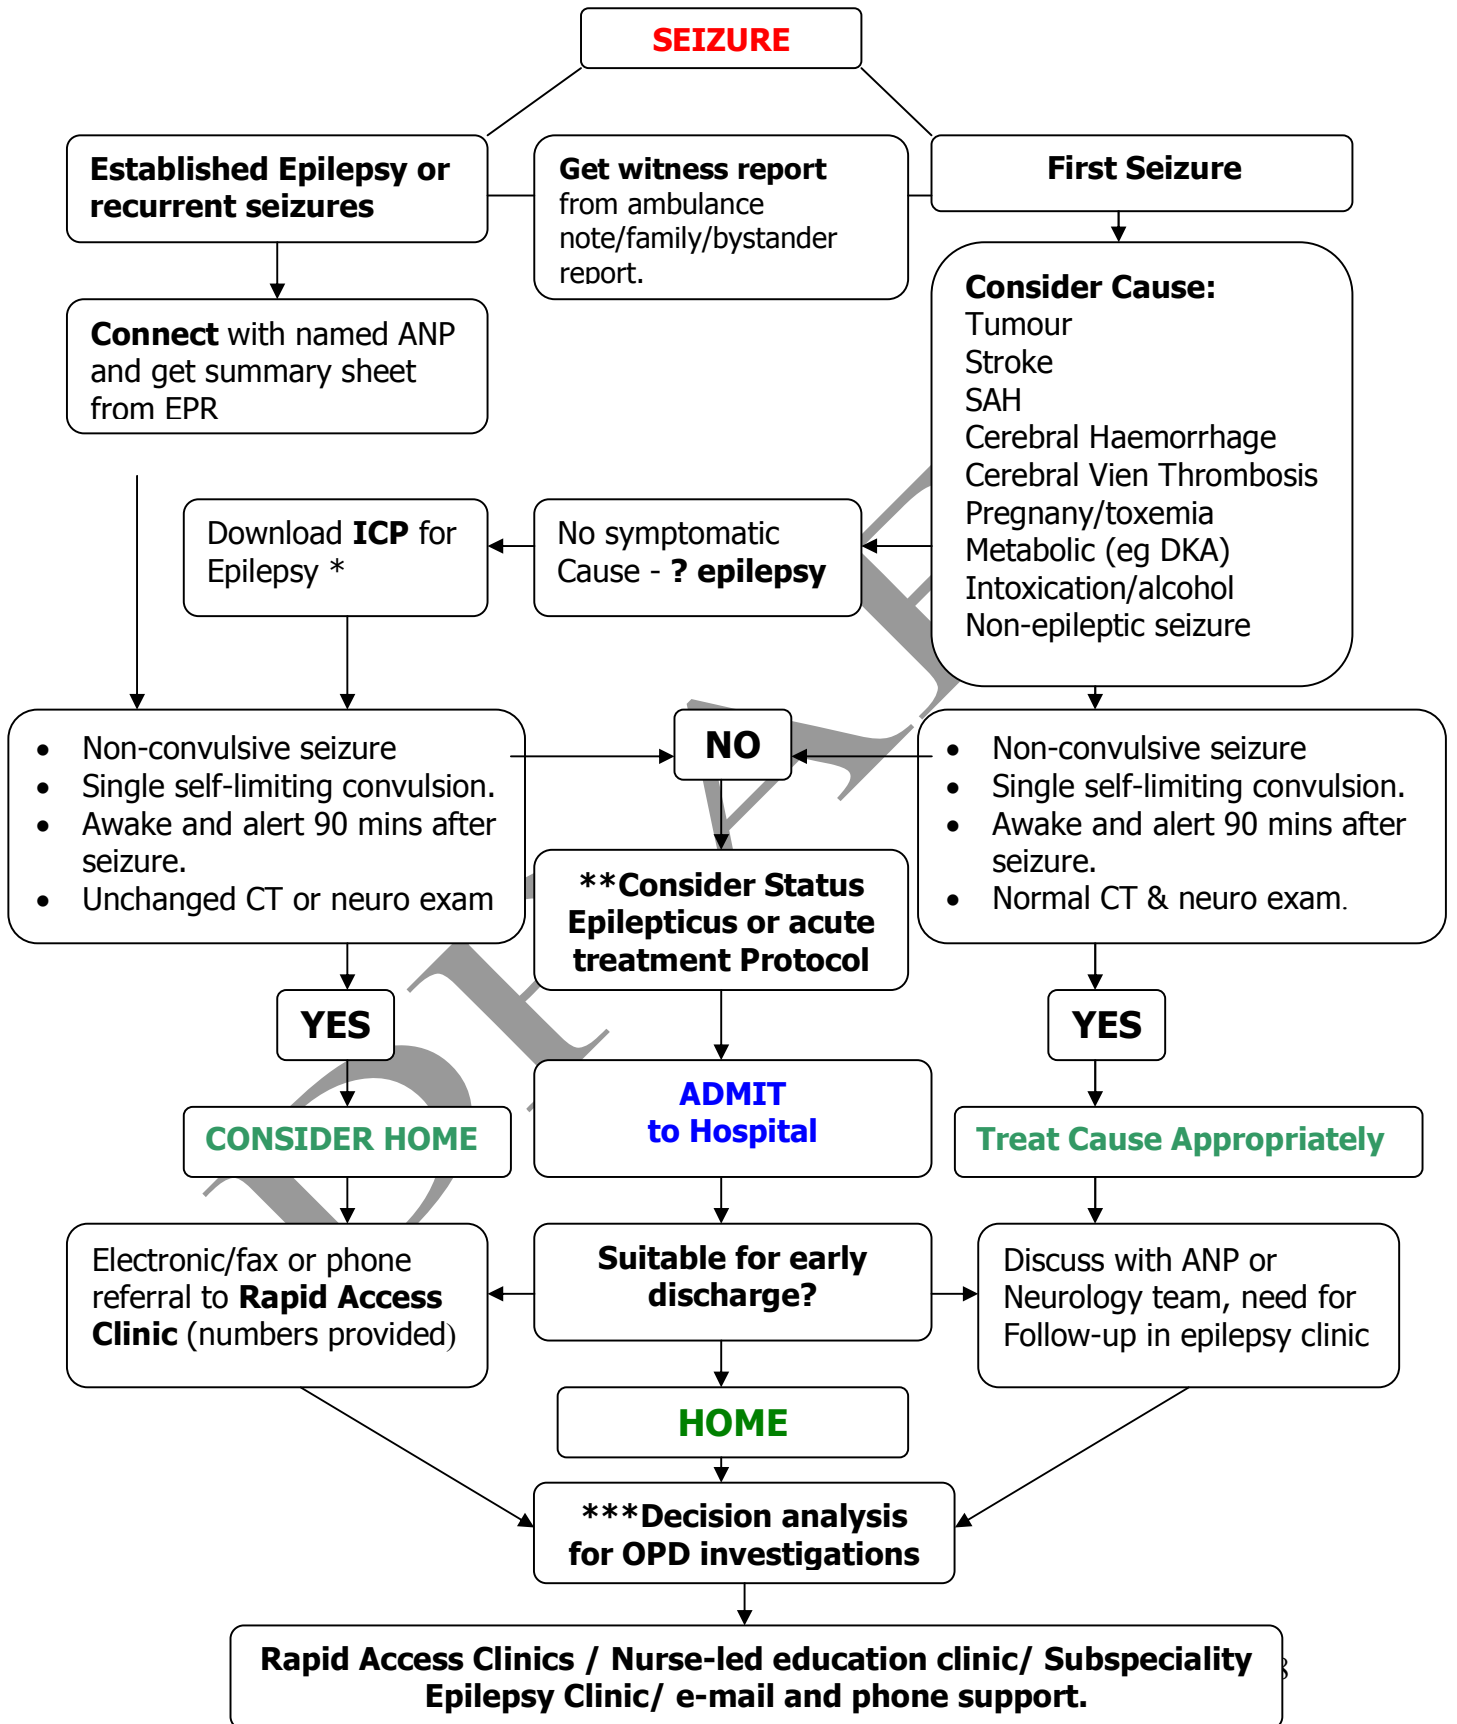 SEIZURE
Established Epilepsy or
recurrent seizures
Get witness report
from ambulance
note/family/bystander
report.
First Seizure
Connect with named ANP
and get summary sheet
from EPR
Consider Cause:
Tumour
Stroke
SAH
Cerebral Haemorrhage
Cerebral Vien Thrombosis
Pregnany/toxemia
Metabolic (eg DKA)
Intoxication/alcohol
Non-epileptic seizure
Download ICP for
Epilepsy *
No symptomatic
Cause - ? epilepsy
• Non-convulsive seizure
• Single self-limiting convulsion.
• Awake and alert 90 mins after
seizure.
• Unchanged CT or neuro exam
NO
• Non-convulsive seizure
• Single self-limiting convulsion.
• Awake and alert 90 mins after
seizure.
• Normal CT & neuro exam.
**Consider Status
Epilepticus or acute
treatment Protocol
YES
YES
CONSIDER HOME
ADMIT
to Hospital
Treat Cause Appropriately
Electronic/fax or phone
referral to Rapid Access
Clinic (numbers provided)
Suitable for early
discharge?
Discuss with ANP or
Neurology team, need for
Follow-up in epilepsy clinic
HOME
***Decision analysis
for OPD investigations
Rapid Access Clinics / Nurse-led education clinic/ Subspeciality
Epilepsy Clinic/ e-mail and phone support.
DRAFT